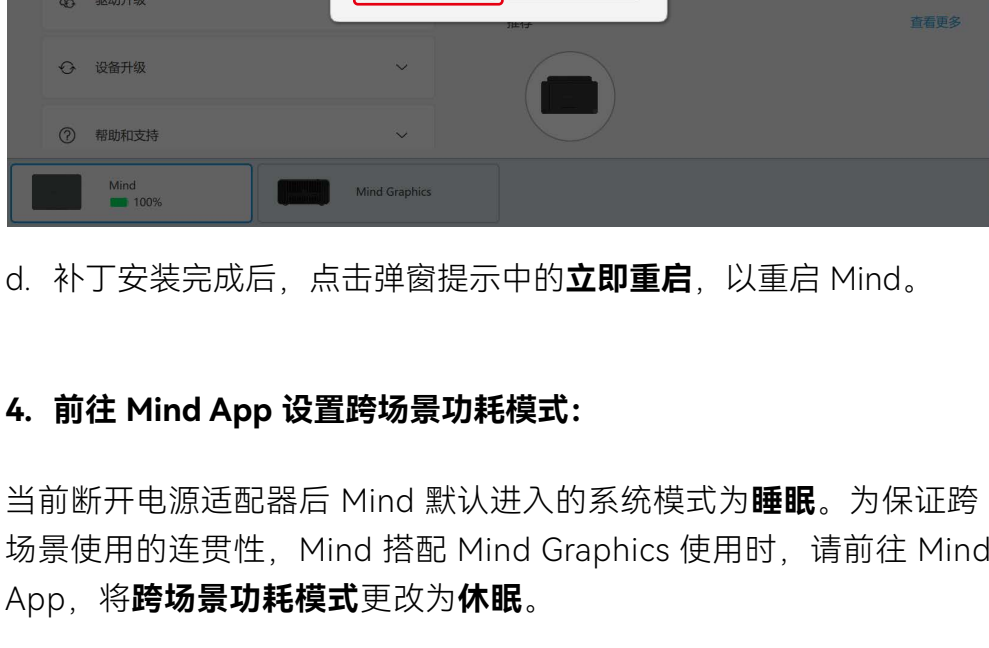 驱动升级
推荐
查看更多
设备升级
帮助和支持
Mind
100%
Mind Graphics
d. 补丁安装完成后，点击弹窗提示中的立即重启，以重启 Mind。
4. 前往 Mind App 设置跨场景功耗模式：
当前断开电源适配器后 Mind 默认进入的系统模式为睡眠。为保证跨
场景使用的连贯性，Mind 搭配 Mind Graphics 使用时，请前往 Mind
App，将跨场景功耗模式更改为休眠。